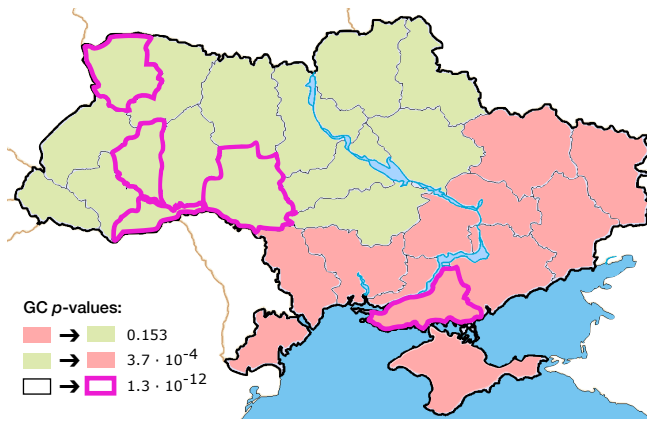 GC p-values:
➔ 0.153
➔ 3.7 · 10^-4
➔ 1.3 · 10^-12